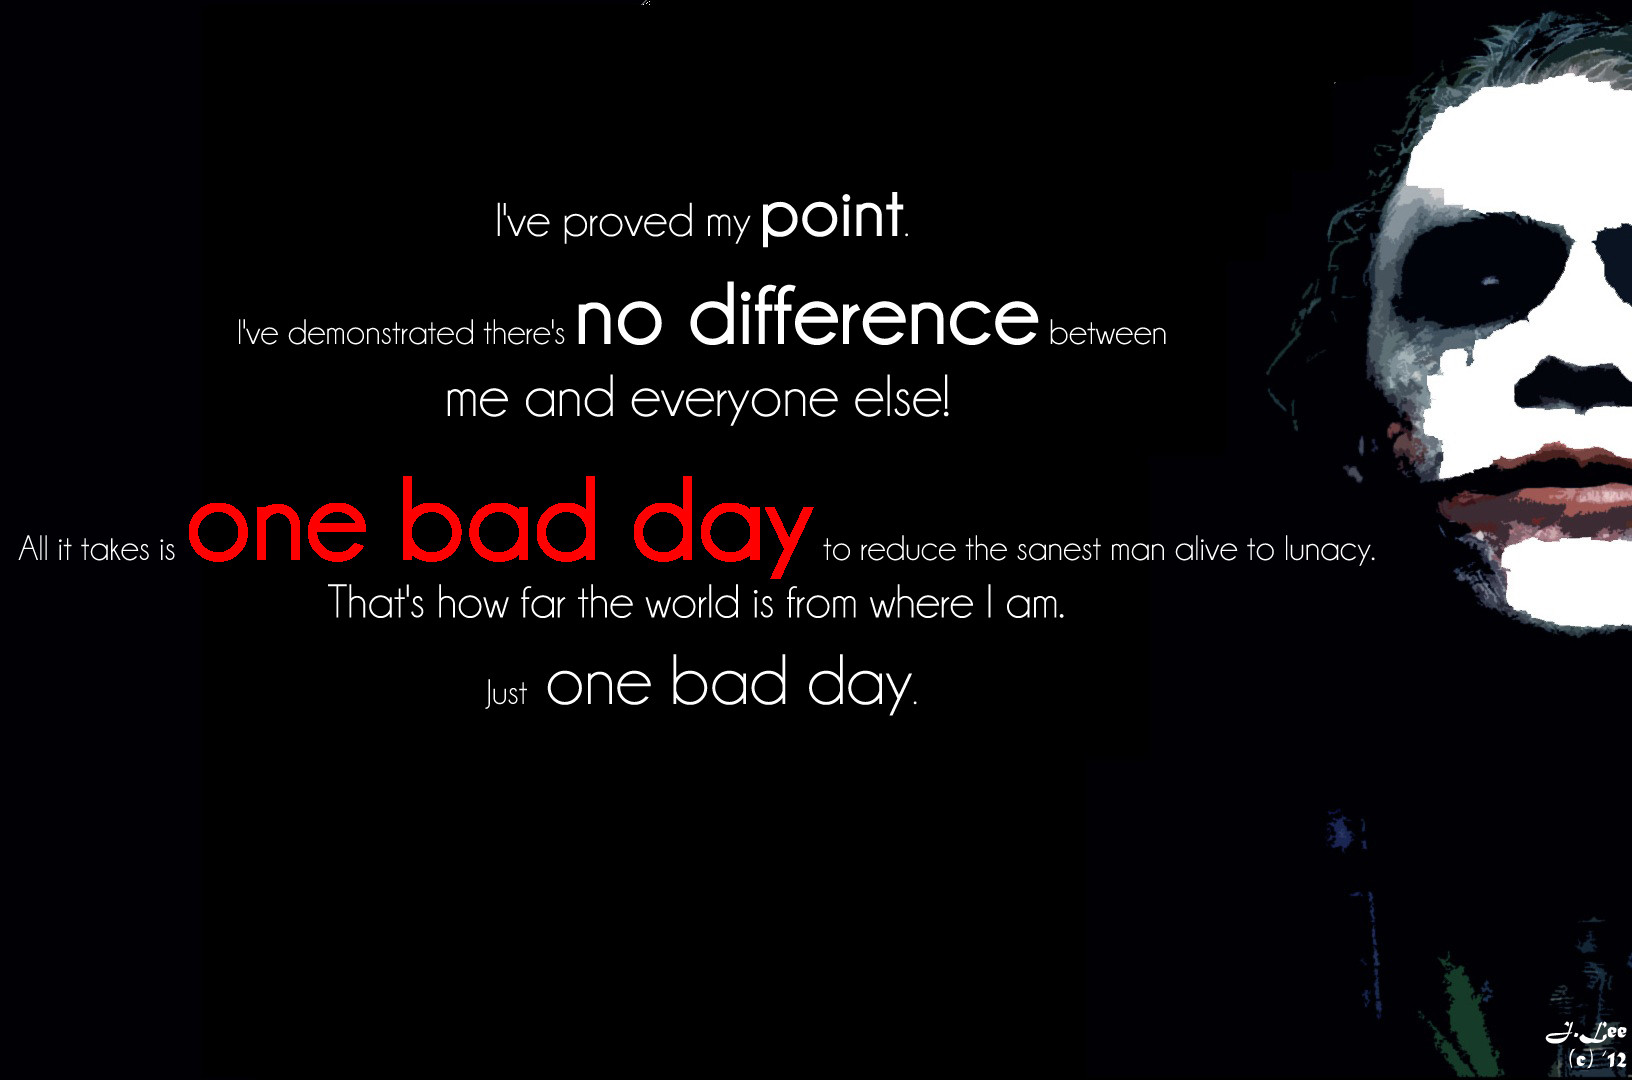 I've proved my point.
I've demonstrated there's no difference between
me and everyone else!
All it takes is one bad day to reduce the sanest man alive to lunacy.
That's how far the world is from where I am.
Just one bad day.
J.Lee
(c) '12